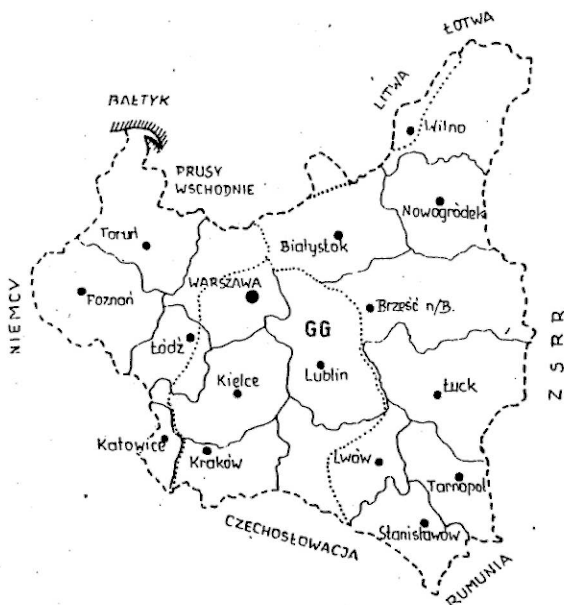 ŁOTWA
LITWA
BAŁTYK
Wilno
PRUSY
WSCHODNIE
Nowogródek
Toruń
Białystok
WARSZAWA
Poznań
Brześć n/B.
NIEMCY
GG
ZSRR
Łódź
Lublin
Kielce
Łuck
Katowice
Kraków
Lwów
Tarnopol
Stanisławów
CZECHOSŁOWACJA
RUMUNIA